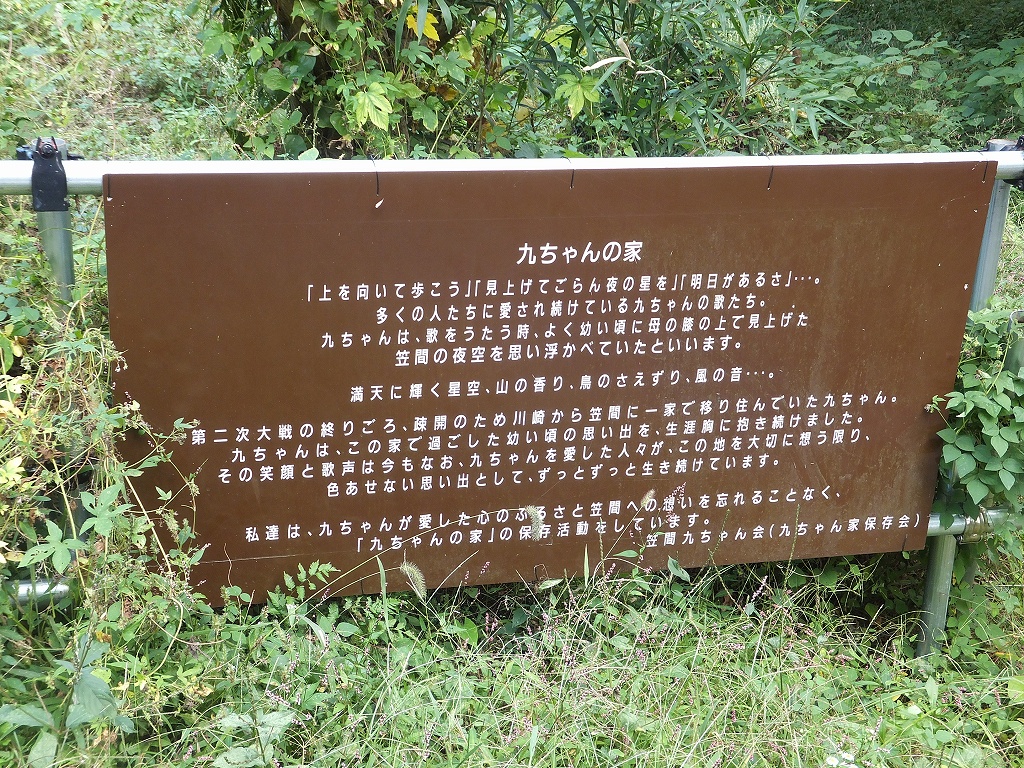 九ちゃんの家
「上を向いて歩こう」「見上げてごらん夜の星を」「明日があるさ」･･･。
多くの人たちに愛され続けている九ちゃんの歌たち。
九ちゃんは、歌をうたう時、よく幼い頃に母の膝の上で見上げた
笠間の夜空を思い浮かべていたといいます。
満天に輝く星空、山の香り、鳥のさえずり、風の音･･･。
第二次大戦の終りごろ、疎開のため川崎から笠間に一家で移り住んでいた九ちゃん。
九ちゃんは、この家で過ごした幼い頃の思い出を、生涯胸に抱き続けました。
その笑顔と歌声は今もなお、九ちゃんを愛した人々が、この地を大切に想う限り、
色あせない思い出として、ずっとずっと生き続けています。
私達は、九ちゃんが愛した心のふるさと笠間への想いを忘れることなく、
「九ちゃんの家」の保存活動をしています。
笠間九ちゃん会(九ちゃん家保存会)